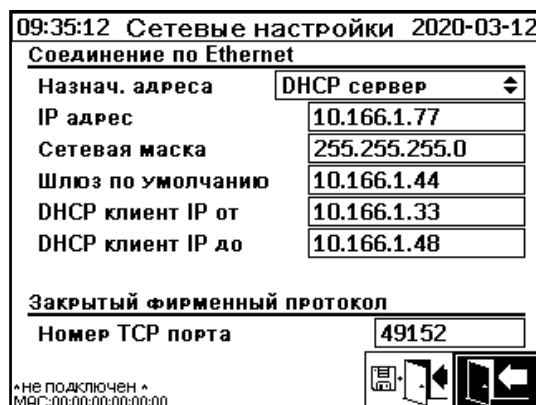 09:35:12 Сетевые настройки 2020-03-12
Соединение по Ethernet
Назнач. адреса DHCP сервер
IP адрес 10.166.1.77
Сетевая маска 255.255.255.0
Шлюз по умолчанию 10.166.1.44
DHCP клиент IP от 10.166.1.33
DHCP клиент IP до 10.166.1.48
Закрытый фирменный протокол
Номер TCP порта 49152
^не подключен ^
MAC:00:00:00:00:00:00